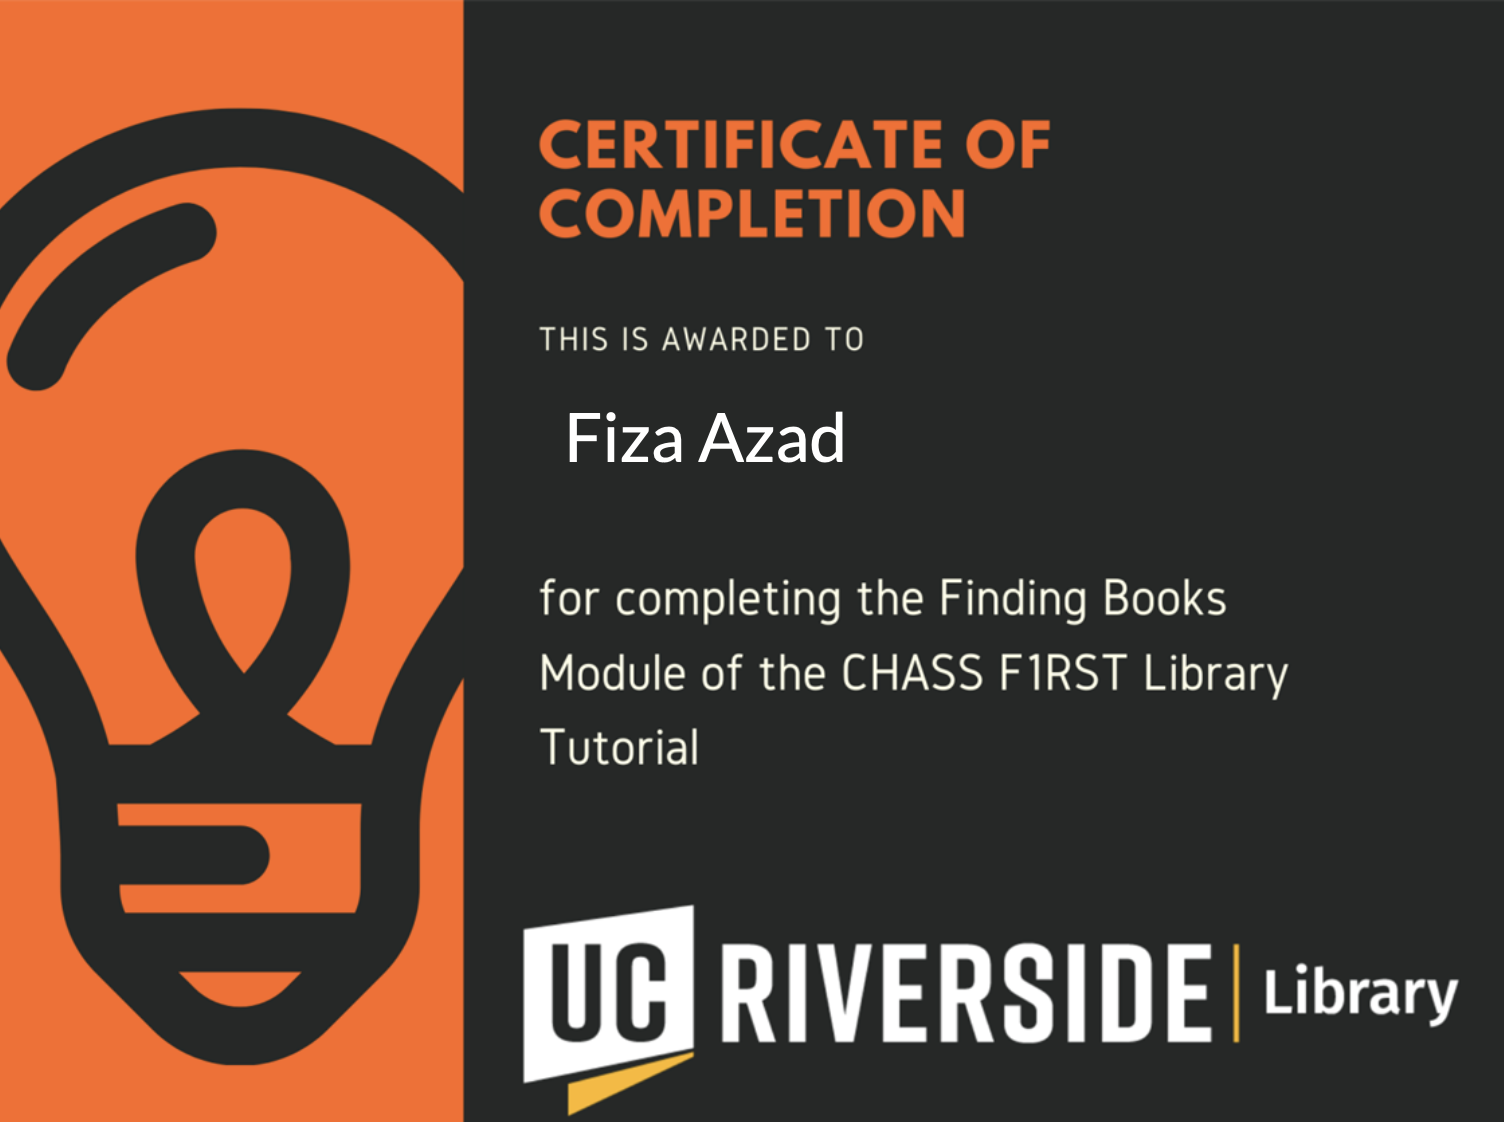 CERTIFICATE OF
COMPLETION
THIS IS AWARDED TO
Fiza Azad
for completing the Finding Books
Module of the CHASS F1RST Library
Tutorial
UC RIVERSIDE | Library